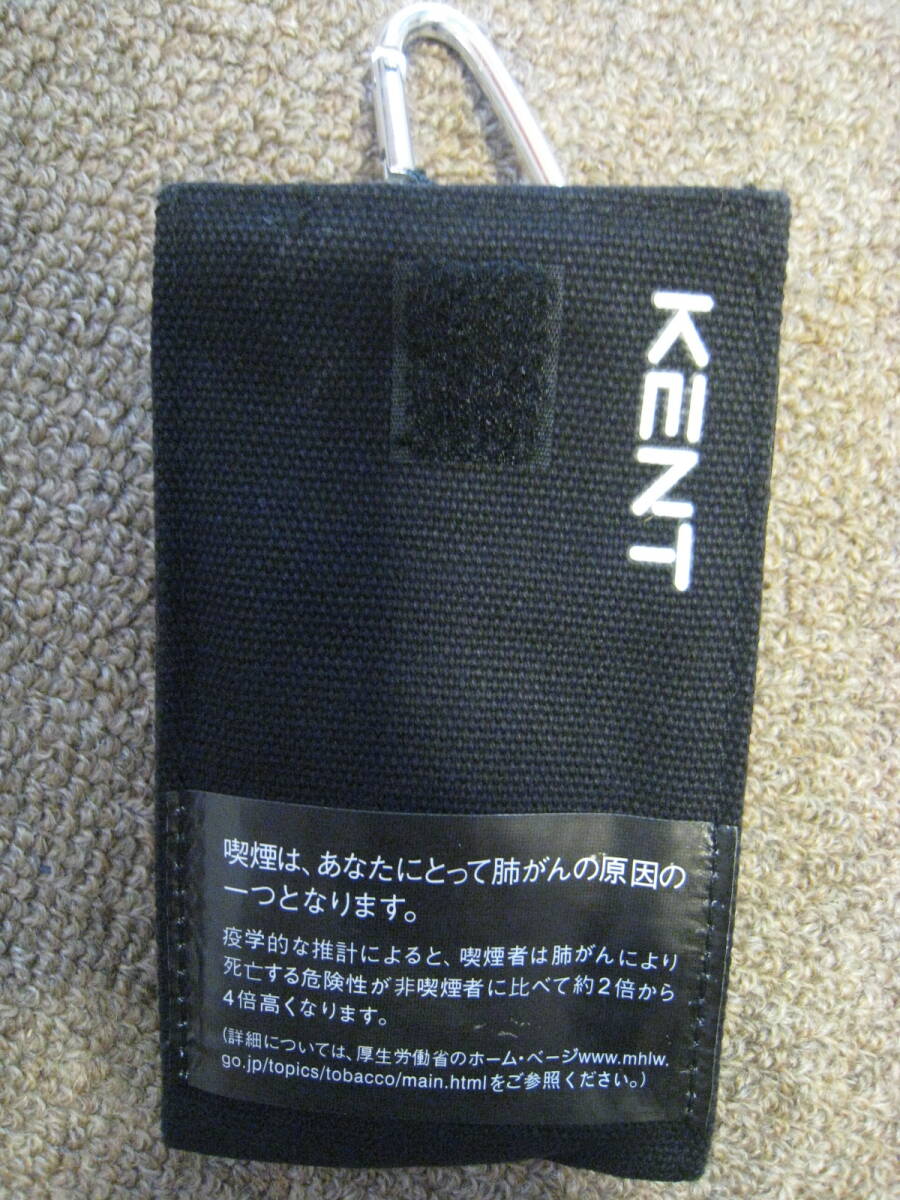 KENT
喫煙は、あなたにとって肺がんの原因の
一つとなります。
疫学的な推計によると、喫煙者は肺がんにより
死亡する危険性が非喫煙者に比べて約2倍から
4倍高くなります。
(詳細については、厚生労働省のホーム・ページwww.mhlw.
go.jp/topics/tobacco/main.htmlをご参照ください。)